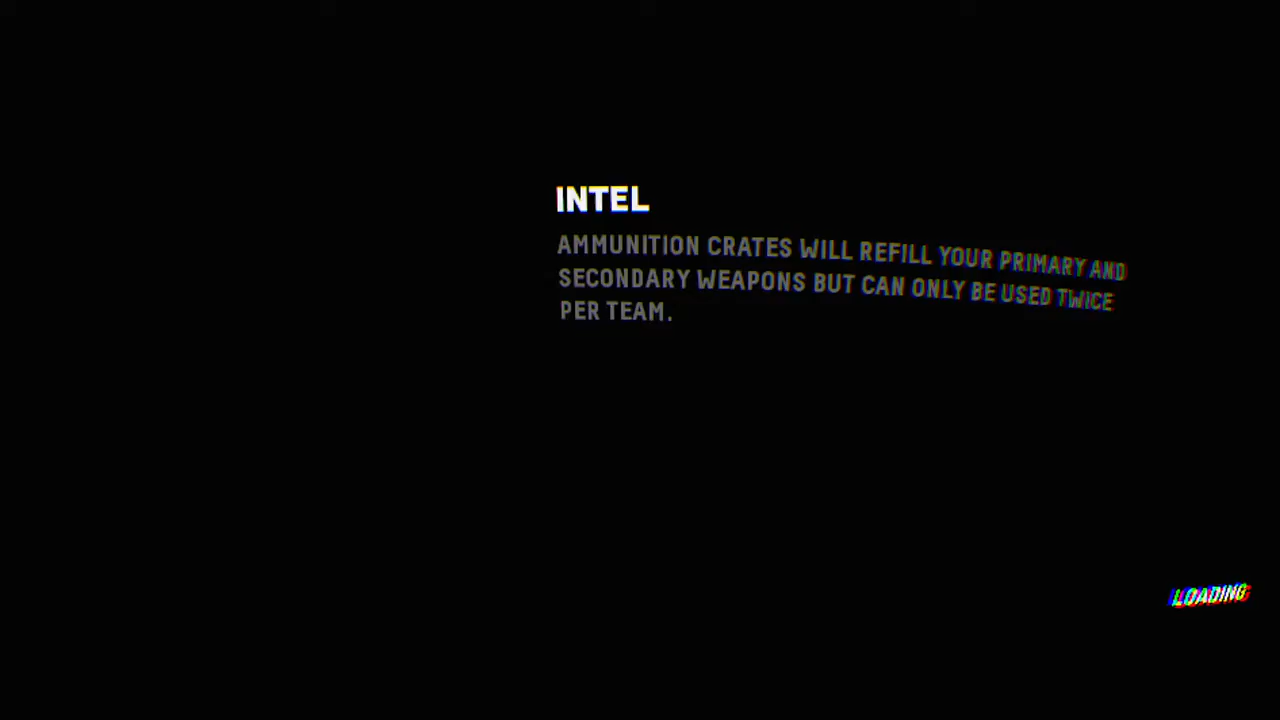 INTEL
AMMUNITION CRATES WILL REFILL YOUR PRIMARY AND
SECONDARY WEAPONS BUT CAN ONLY BE USED TWICE
PER TEAM.
LOADING